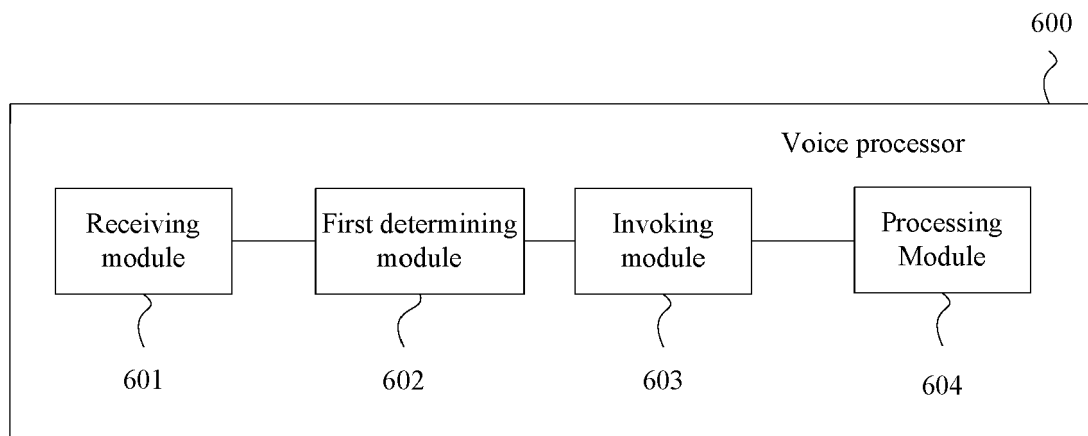 600
Voice processor
Receiving
module
First determining
module
Invoking
module
Processing
Module
601
602
603
604